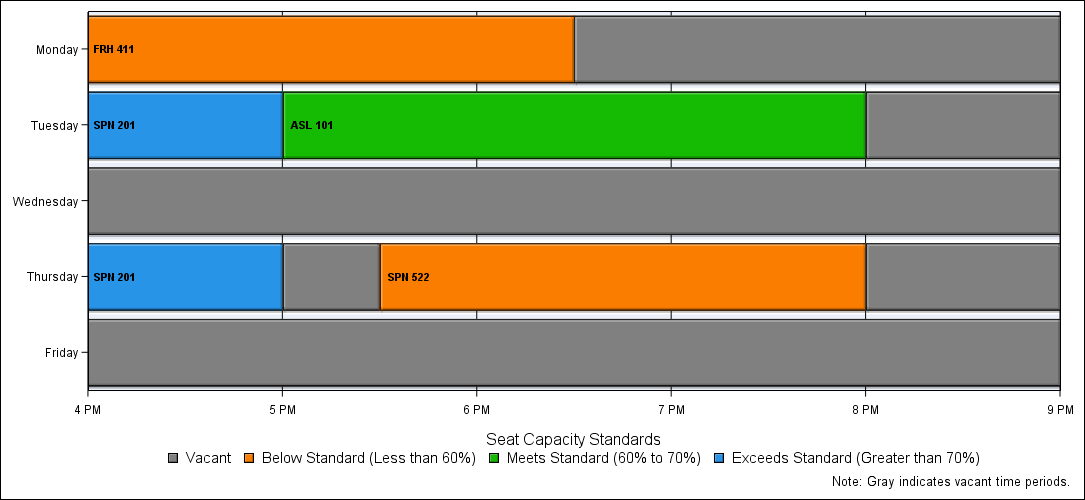 Monday
FRH 411
Tuesday
SPN 201
ASL 101
Wednesday
Thursday
SPN 201
SPN 522
Friday
4 PM 5 PM 6 PM 7 PM 8 PM 9 PM
Seat Capacity Standards
Vacant Below Standard (Less than 60%) Meets Standard (60% to 70%) Exceeds Standard (Greater than 70%)
Note: Gray indicates vacant time periods.